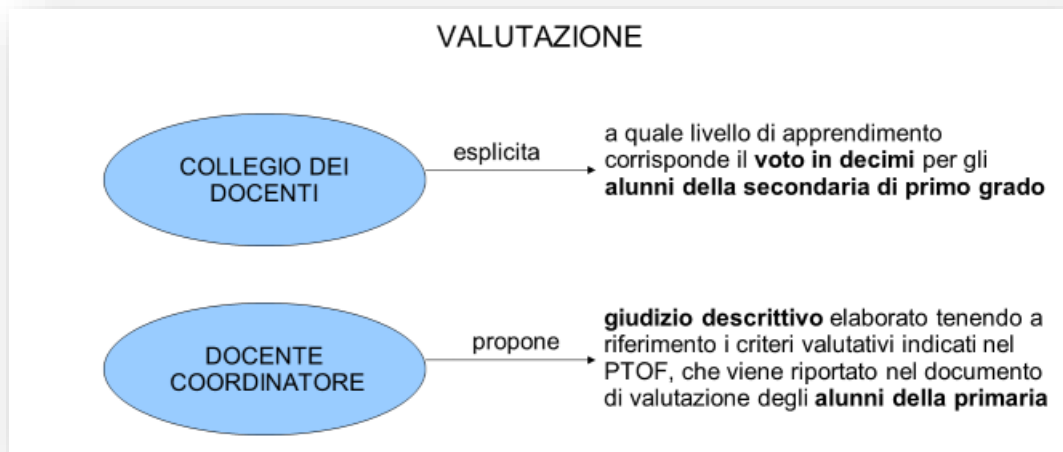 VALUTAZIONE
COLLEGIO DEI
DOCENTI
esplicita
a quale livello di apprendimento
corrisponde il voto in decimi per gli
alunni della secondaria di primo grado
DOCENTE
COORDINATORE
propone
giudizio descrittivo elaborato tenendo a
riferimento i criteri valutativi indicati nel
PTOF, che viene riportato nel documento
di valutazione degli alunni della primaria